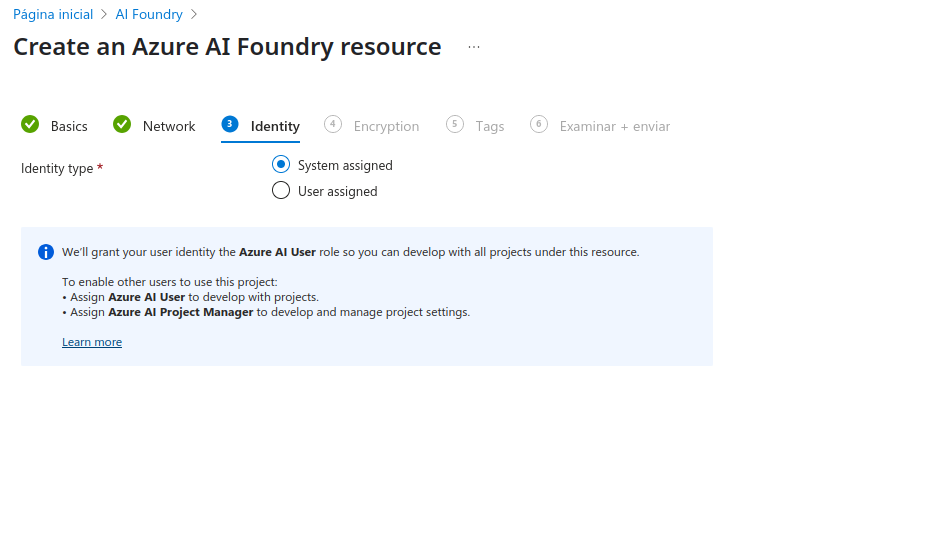 Página inicial > AI Foundry >
Create an Azure AI Foundry resource ...
Basics Network 3 Identity 4 Encryption 5 Tags 6 Examinar + enviar
Identity type * System assigned
User assigned
We'll grant your user identity the Azure AI User role so you can develop with all projects under this resource.
To enable other users to use this project:
• Assign Azure AI User to develop with projects.
• Assign Azure AI Project Manager to develop and manage project settings.
Learn more